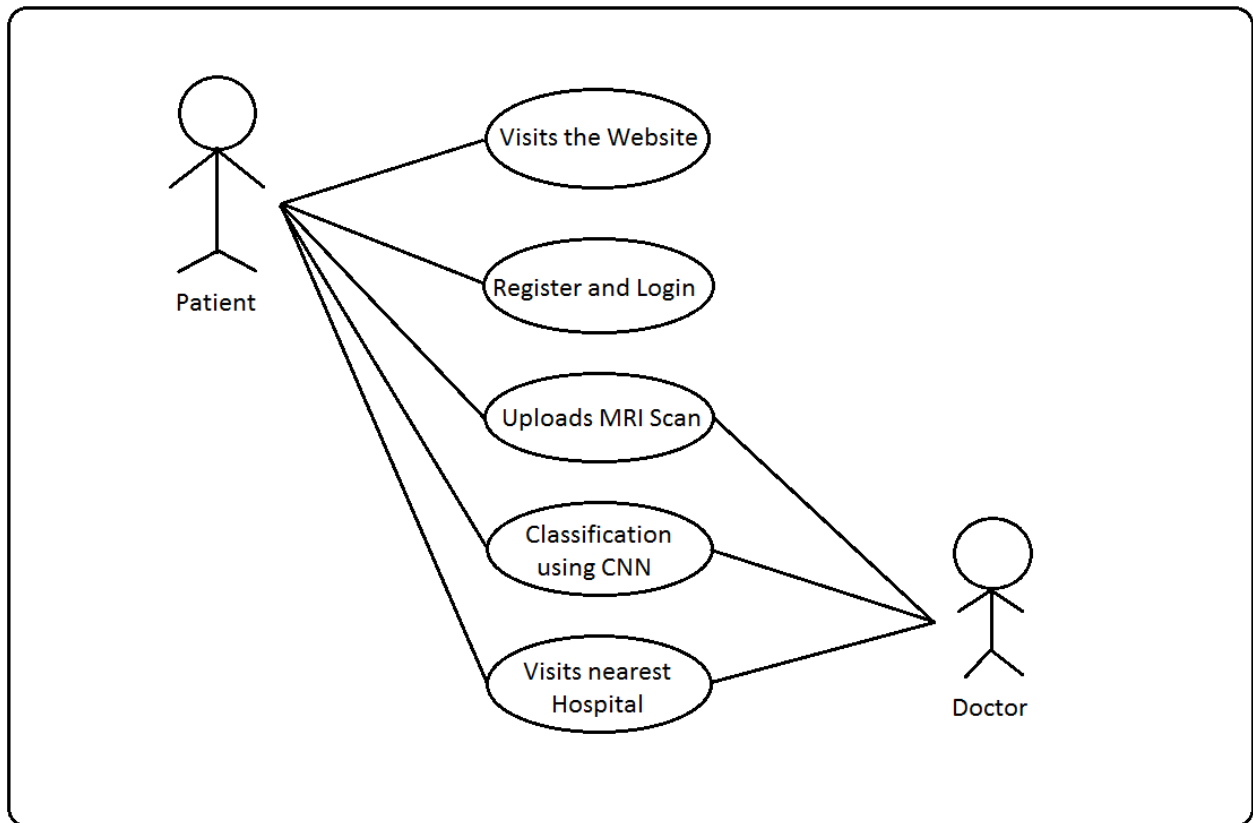 Visits the Website
Register and Login
Patient
Uploads MRI Scan
Classification
using CNN
Visits nearest
Hospital
Doctor